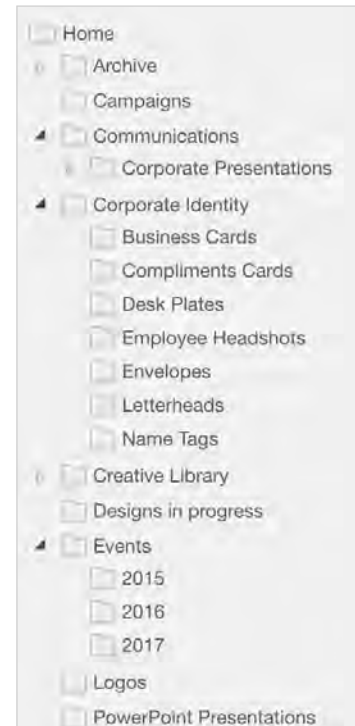 Home
Archive
Campaigns
Communications
Corporate Presentations
Corporate Identity
Business Cards
Compliments Cards
Desk Plates
Employee Headshots
Envelopes
Letterheads
Name Tags
Creative Library
Designs in progress
Events
2015
2016
2017
Logos
PowerPoint Presentations